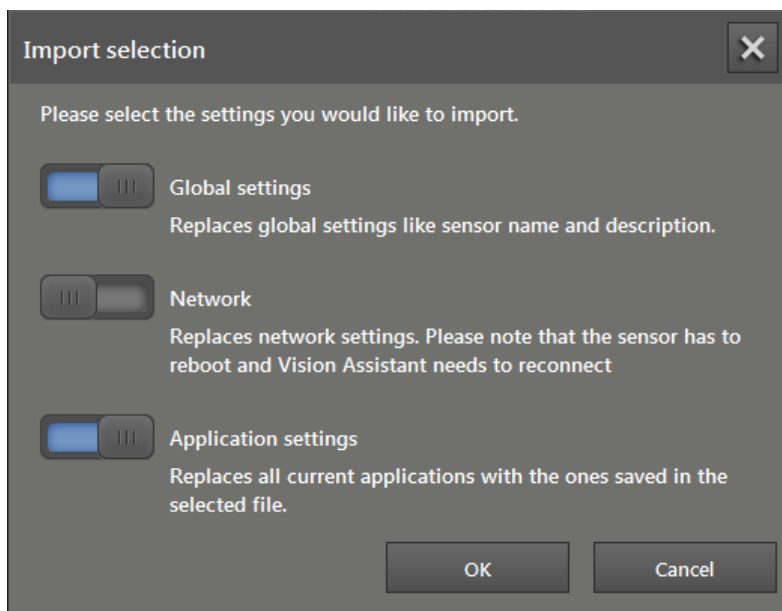 Import selection
Please select the settings you would like to import.
Global settings
Replaces global settings like sensor name and description.
Network
Replaces network settings. Please note that the sensor has to
reboot and Vision Assistant needs to reconnect
Application settings
Replaces all current applications with the ones saved in the
selected file.
OK Cancel